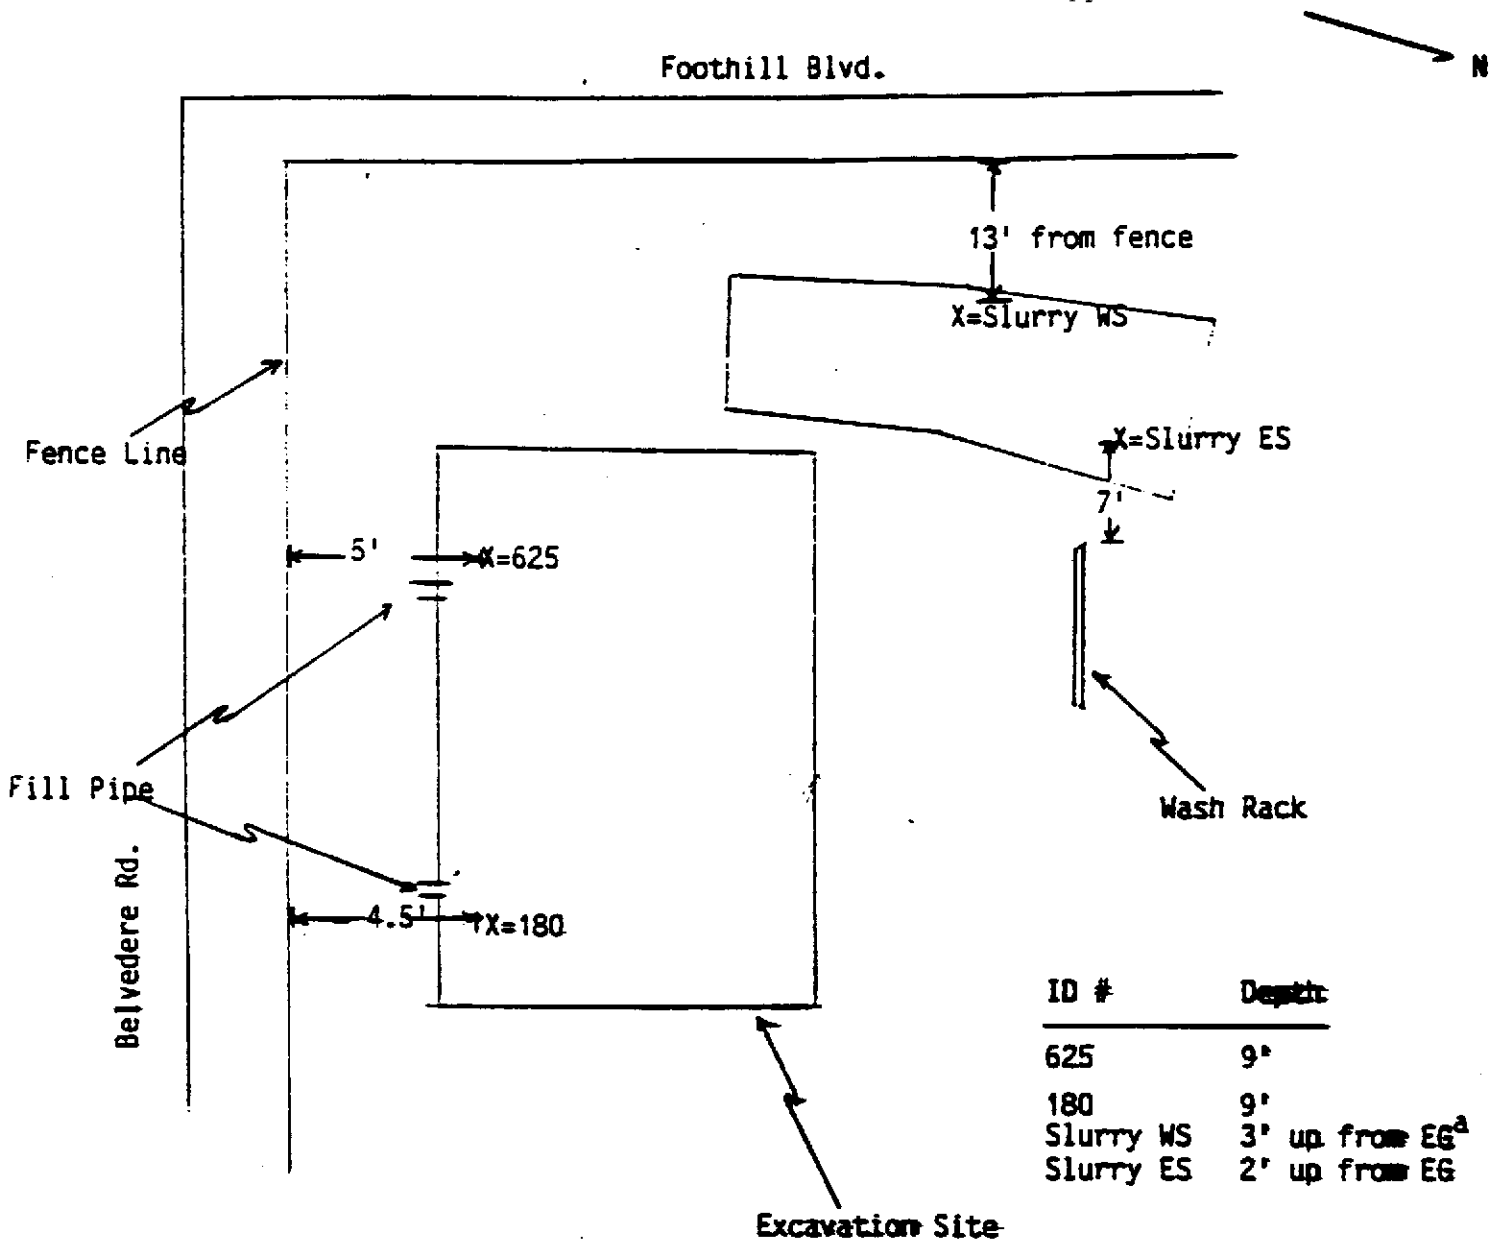 N
Foothill Blvd.
13' from fence
X=Slurry WS
Fence Line
X=Slurry ES
7'
5'
X=625
Fill Pipe
Wash Rack
Belvedere Rd.
4.5'
X=180
ID # Depth
625 9'
180 9'
Slurry WS 3' up from EGª
Slurry ES 2' up from EG
Excavation Site